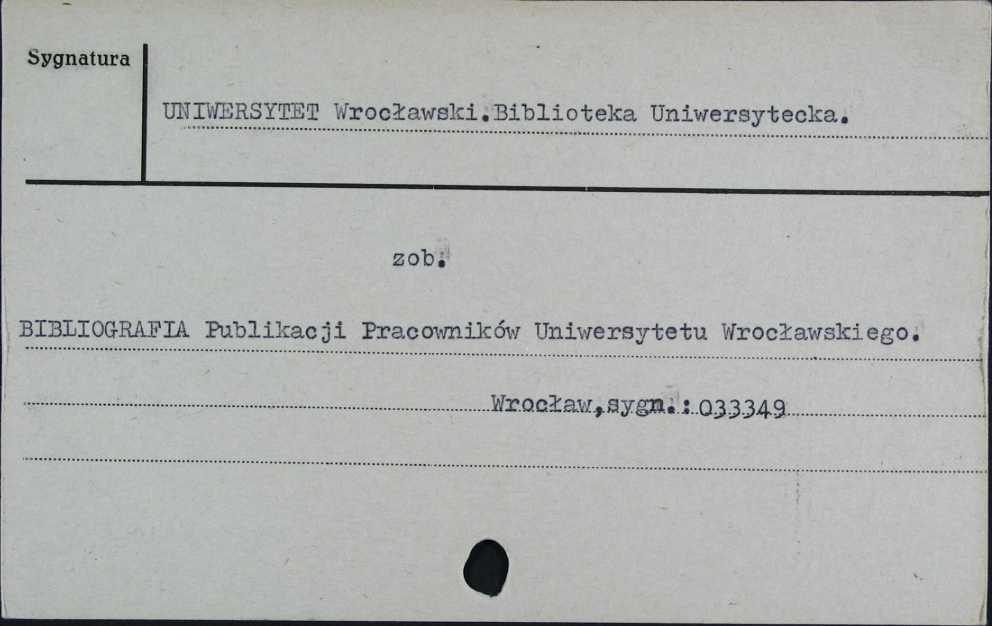 Sygnatura
UNIWERSYTET Wrocławski.Biblioteka Uniwersytecka.
zob.
BIBLIOGRAFIA Publikacji Pracowników Uniwersytetu Wrocławskiego.
Wrocław,sygn.:033349